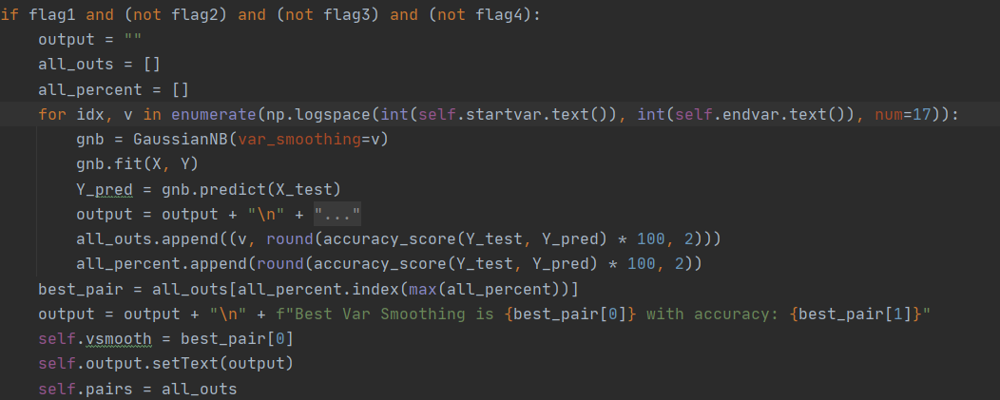 if flag1 and (not flag2) and (not flag3) and (not flag4):
    output = ""
    all_outs = []
    all_percent = []
    for idx, v in enumerate(np.logspace(int(self.startvar.text()), int(self.endvar.text()), num=17)):
        gnb = GaussianNB(var_smoothing=v)
        gnb.fit(X, Y)
        Y_pred = gnb.predict(X_test)
        output = output + "\n" + "..."
        all_outs.append((v, round(accuracy_score(Y_test, Y_pred) * 100, 2)))
        all_percent.append(round(accuracy_score(Y_test, Y_pred) * 100, 2))
    best_pair = all_outs[all_percent.index(max(all_percent))]
    output = output + "\n" + f"Best Var Smoothing is {best_pair[0]} with accuracy: {best_pair[1]}"
    self.vsmooth = best_pair[0]
    self.output.setText(output)
    self.pairs = all_outs